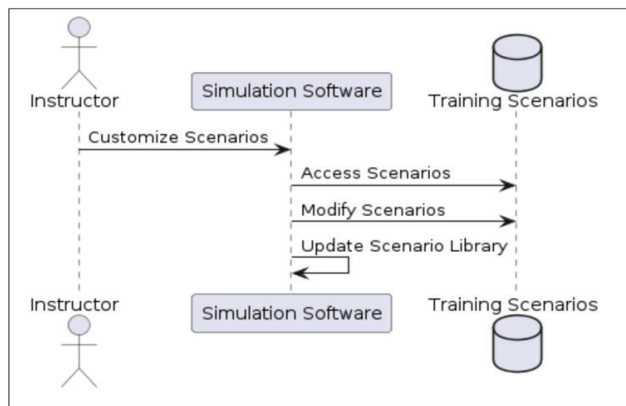 Instructor
Simulation Software
Training Scenarios
Customize Scenarios
Access Scenarios
Modify Scenarios
Update Scenario Library
Instructor
Simulation Software
Training Scenarios